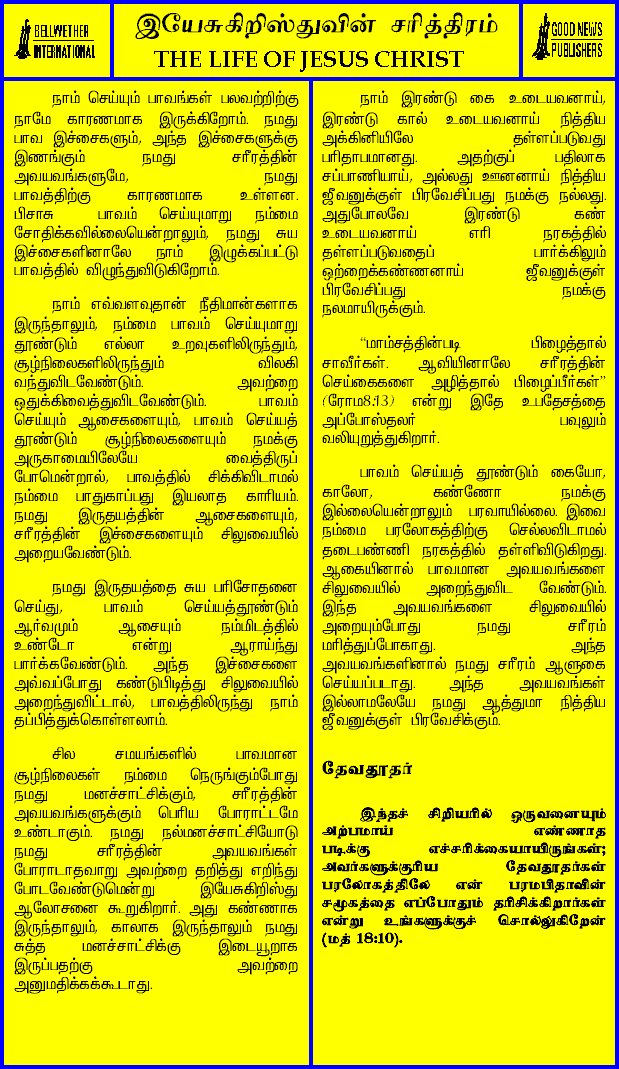 BELLWETHER
INTERNATIONAL
இயேசுகிறிஸ்துவின் சரித்திரம்
THE LIFE OF JESUS CHRIST
GOOD NEWS
PUBLISHERS
நாம் செய்யும் பாவங்கள் பலவற்றிற்கு
நாமே காரணமாக இருக்கிறோம். நமது
பாவ இச்சைகளும், அந்த இச்சைகளுக்கு
இணங்கும் நமது சரீரத்தின்
அவயவங்களுமே, நமது
பாவத்திற்கு காரணமாக உள்ளன.
பிசாசு பாவம் செய்யுமாறு நம்மை
சோதிக்கவில்லையென்றாலும், நமது சுய
இச்சைகளினாலே நாம் இழுக்கப்பட்டு
பாவத்தில் விழுந்துவிடுகிறோம்.
நாம் எவ்வளவுதான் நீதிமான்களாக
இருந்தாலும், நம்மை பாவம் செய்யுமாறு
தூண்டும் எல்லா உறவுகளிலிருந்தும்,
சூழ்நிலைகளிலிருந்தும் விலகி
வந்துவிடவேண்டும். அவற்றை
ஒதுக்கிவைத்துவிடவேண்டும். பாவம்
செய்யும் ஆசைகளையும், பாவம் செய்யத்
தூண்டும் சூழ்நிலைகளையும் நமக்கு
அருகாமையிலேயே வைத்திருப்
போமென்றால், பாவத்தில் சிக்கிவிடாமல்
நம்மை பாதுகாப்பது இயலாத காரியம்.
நமது இருதயத்தின் ஆசைகளையும்,
சரீரத்தின் இச்சைகளையும் சிலுவையில்
அறையவேண்டும்.
நமது இருதயத்தை சுய பரிசோதனை
செய்து, பாவம் செய்யத்தூண்டும்
ஆர்வமும் ஆசையும் நம்மிடத்தில்
உண்டோ என்று ஆராய்ந்து
பார்க்கவேண்டும். அந்த இச்சைகளை
அவ்வப்போது கண்டுபிடித்து சிலுவையில்
அறைந்துவிட்டால், பாவத்திலிருந்து நாம்
தப்பித்துக்கொள்ளலாம்.
சில சமயங்களில் பாவமான
சூழ்நிலைகள் நம்மை நெருங்கும்போது
நமது மனச்சாட்சிக்கும், சரீரத்தின்
அவயவங்களுக்கும் பெரிய போராட்டமே
உண்டாகும். நமது நல்மனச்சாட்சியோடு
நமது சரீரத்தின் அவயவங்கள்
போராடாதவாறு அவற்றை தறித்து எறிந்து
போடவேண்டுமென்று இயேசுகிறிஸ்து
ஆலோசனை கூறுகிறார். அது கண்ணாக
இருந்தாலும், காலாக இருந்தாலும் நமது
சுத்த மனச்சாட்சிக்கு இடையூறாக
இருப்பதற்கு அவற்றை
அனுமதிக்கக்கூடாது.
நாம் இரண்டு கை உடையவனாய்,
இரண்டு கால் உடையவனாய் நித்திய
அக்கினியிலே தள்ளப்படுவது
பரிதாபமானது. அதற்குப் பதிலாக
சப்பாணியாய், அல்லது ஊனனாய் நித்திய
ஜீவனுக்குள் பிரவேசிப்பது நமக்கு நல்லது.
அதுபோலவே இரண்டு கண்
உடையவனாய் எரி நரகத்தில்
தள்ளப்படுவதைப் பார்க்கிலும்
ஒற்றைக்கண்ணனாய் ஜீவனுக்குள்
பிரவேசிப்பது நமக்கு
நலமாயிருக்கும்.
"மாம்சத்தின்படி பிழைத்தால்
சாவீர்கள். ஆவியினாலே சரீரத்தின்
செய்கைகளை அழித்தால் பிழைப்பீர்கள்"
(ரோம8:13) என்று இதே உபதேசத்தை
அப்போஸ்தலர் பவுலும்
வலியுறுத்துகிறார்.
பாவம் செய்யத் தூண்டும் கையோ,
காலோ, கண்ணோ நமக்கு
இல்லையென்றாலும் பரவாயில்லை. இவை
நம்மை பரலோகத்திற்கு செல்லவிடாமல்
தடைபண்ணி நரகத்தில் தள்ளிவிடுகிறது.
ஆகையினால் பாவமான அவயவங்களை
சிலுவையில் அறைந்துவிட வேண்டும்.
இந்த அவயவங்களை சிலுவையில்
அறையும்போது நமது சரீரம்
மரித்துப்போகாது. அந்த
அவயவங்களினால் நமது சரீரம் ஆளுகை
செய்யப்படாது. அந்த அவயவங்கள்
இல்லாமலேயே நமது ஆத்துமா நித்திய
ஜீவனுக்குள் பிரவேசிக்கும்.
தேவதூதர்
இந்தச் சிறியரில் ஒருவனையும்
அற்பமாய் எண்ணாத
படிக்கு எச்சரிக்கையாயிருங்கள்;
அவர்களுக்குரிய தேவதூதர்கள்
பரலோகத்திலே என் பரமபிதாவின்
சமுகத்தை எப்போதும் தரிசிக்கிறார்கள்
என்று உங்களுக்குச் சொல்லுகிறேன்
(மத் 18:10).